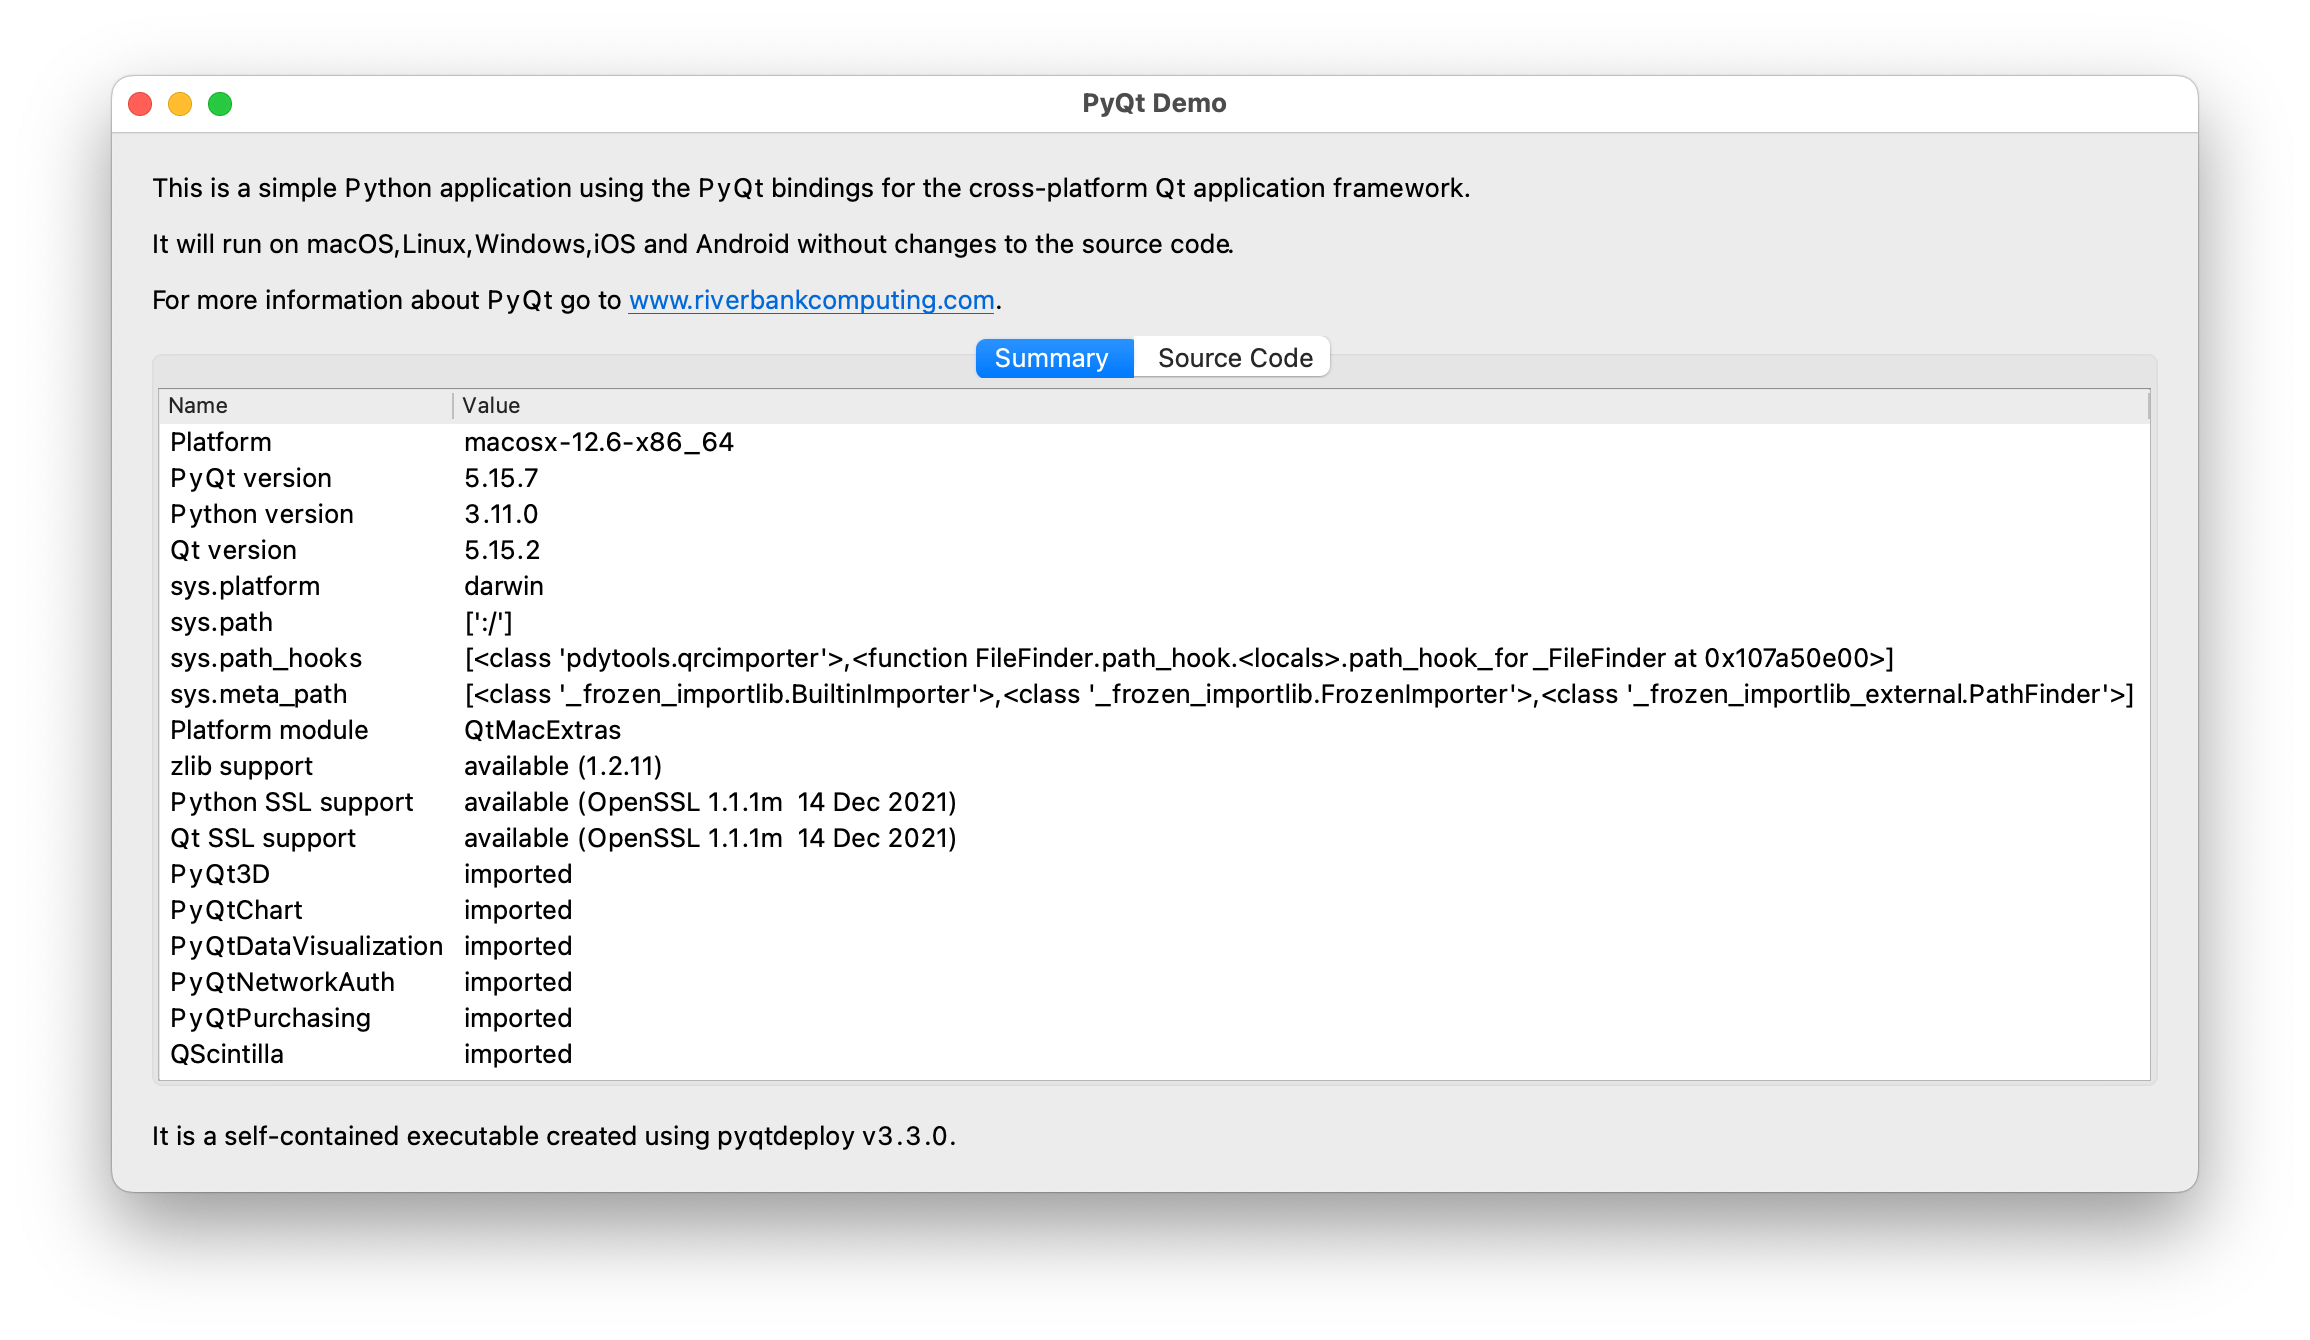 PyQt Demo
This is a simple Python application using the PyQt bindings for the cross-platform Qt application framework.
It will run on macOS,Linux,Windows,iOS and Android without changes to the source code.
For more information about PyQt go to www.riverbankcomputing.com.
Summary Source Code
Name Value
Platform macosx-12.6-x86_64
PyQt version 5.15.7
Python version 3.11.0
Qt version 5.15.2
sys.platform darwin
sys.path [':/']
sys.path_hooks [<class 'pdytools.qrcimporter'>,<function FileFinder.path_hook.<locals>.path_hook_for_FileFinder at 0x107a50e00>]
sys.meta_path [<class '_frozen_importlib.BuiltinImporter'>,<class '_frozen_importlib.FrozenImporter'>,<class '_frozen_importlib_external.PathFinder'>]
Platform module QtMacExtras
zlib support available (1.2.11)
Python SSL support available (OpenSSL 1.1.1m  14 Dec 2021)
Qt SSL support available (OpenSSL 1.1.1m  14 Dec 2021)
PyQt3D imported
PyQtChart imported
PyQtDataVisualization imported
PyQtNetworkAuth imported
PyQtPurchasing imported
QScintilla imported
It is a self-contained executable created using pyqtdeploy v3.3.0.